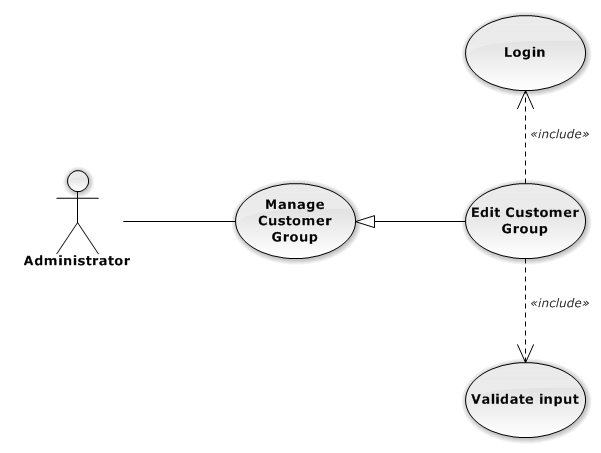 Login
«include»
Manage
Customer
Group
Edit Customer
Group
Administrator
«include»
Validate input